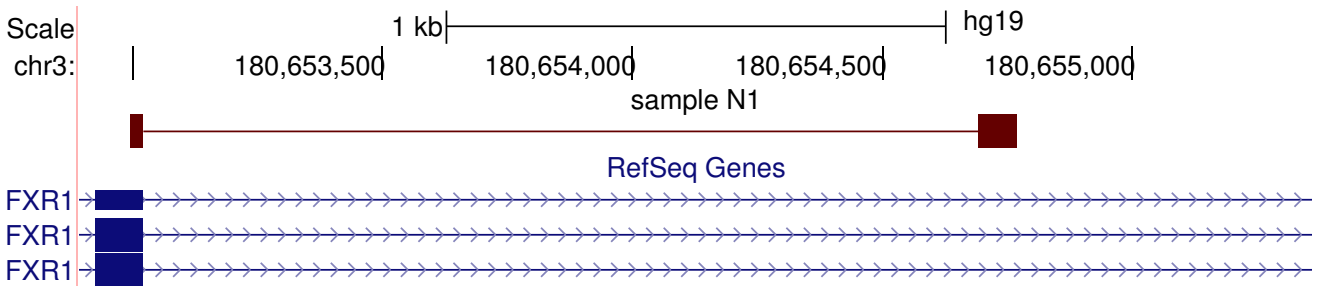 Scale 1 kb hg19
chr3: 180,653,500 180,654,000 180,654,500 180,655,000
sample N1
RefSeq Genes
FXR1
FXR1
FXR1